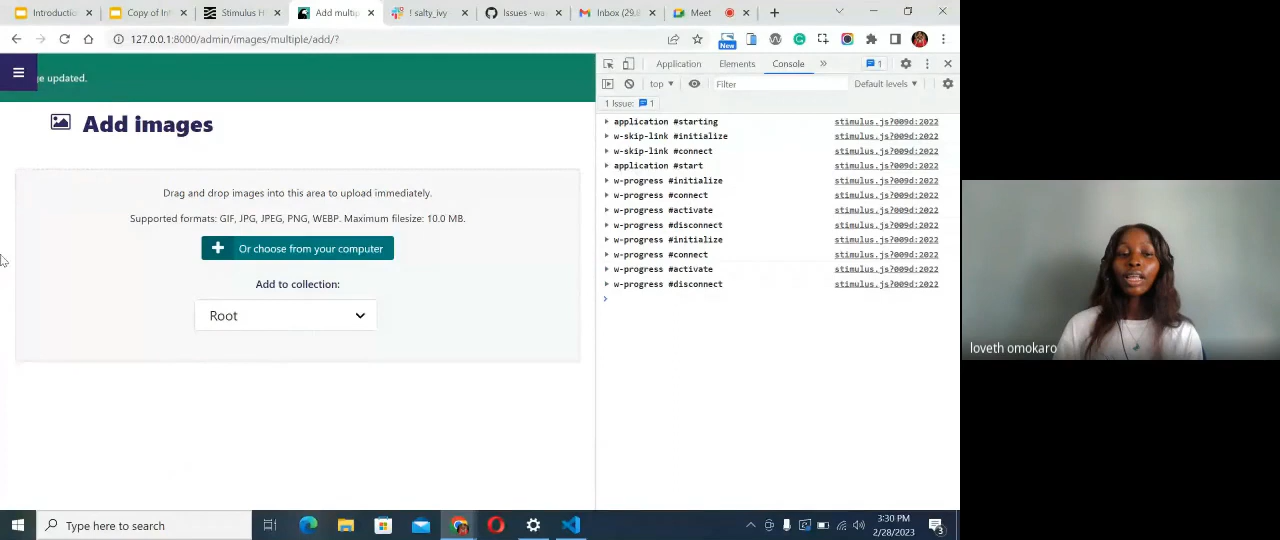 Introduction
Copy of Int
Stimulus H
Add multip
! salty_ivy
Issues · wa
Inbox (29,
Meet
127.0.0.1:8000/admin/images/multiple/add/?
New
ge updated.
Add images
Drag and drop images into this area to upload immediately.
Supported formats: GIF, JPG, JPEG, PNG, WEBP. Maximum filesize: 10.0 MB.
Or choose from your computer
Add to collection:
Root
Application
Elements
Console
1
top
Filter
Default levels
1 Issue: 1
application #starting stimulus.js?009d:2022
w-skip-link #initialize stimulus.js?009d:2022
w-skip-link #connect stimulus.js?009d:2022
application #start stimulus.js?009d:2022
w-progress #initialize stimulus.js?009d:2022
w-progress #connect stimulus.js?009d:2022
w-progress #activate stimulus.js?009d:2022
w-progress #disconnect stimulus.js?009d:2022
w-progress #initialize stimulus.js?009d:2022
w-progress #connect stimulus.js?009d:2022
w-progress #activate stimulus.js?009d:2022
w-progress #disconnect stimulus.js?009d:2022
loveth omokaro
Type here to search
3:30 PM
2/28/2023
3